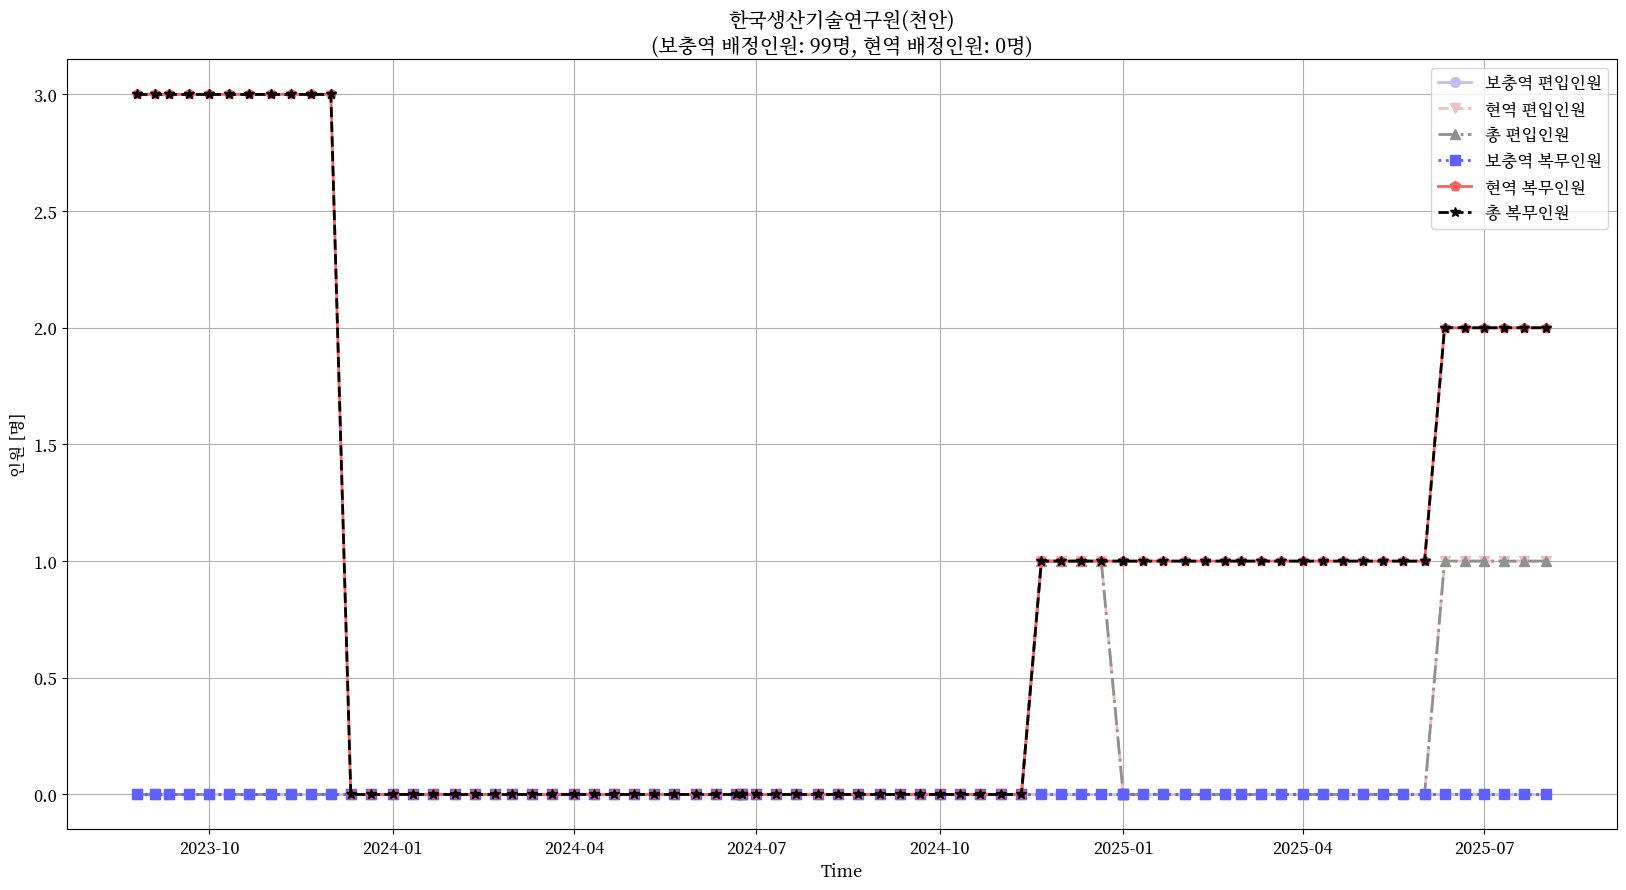 한국생산기술연구원(천안)
(보충역 배정인원: 99명, 현역 배정인원: 0명)
보충역 편입인원
현역 편입인원
총 편입인원
보충역 복무인원
현역 복무인원
총 복무인원
3.0
2.5
2.0
1.5
1.0
0.5
0.0
인원 [명]
2023-10
2024-01
2024-04
2024-07
2024-10
2025-01
2025-04
2025-07
Time